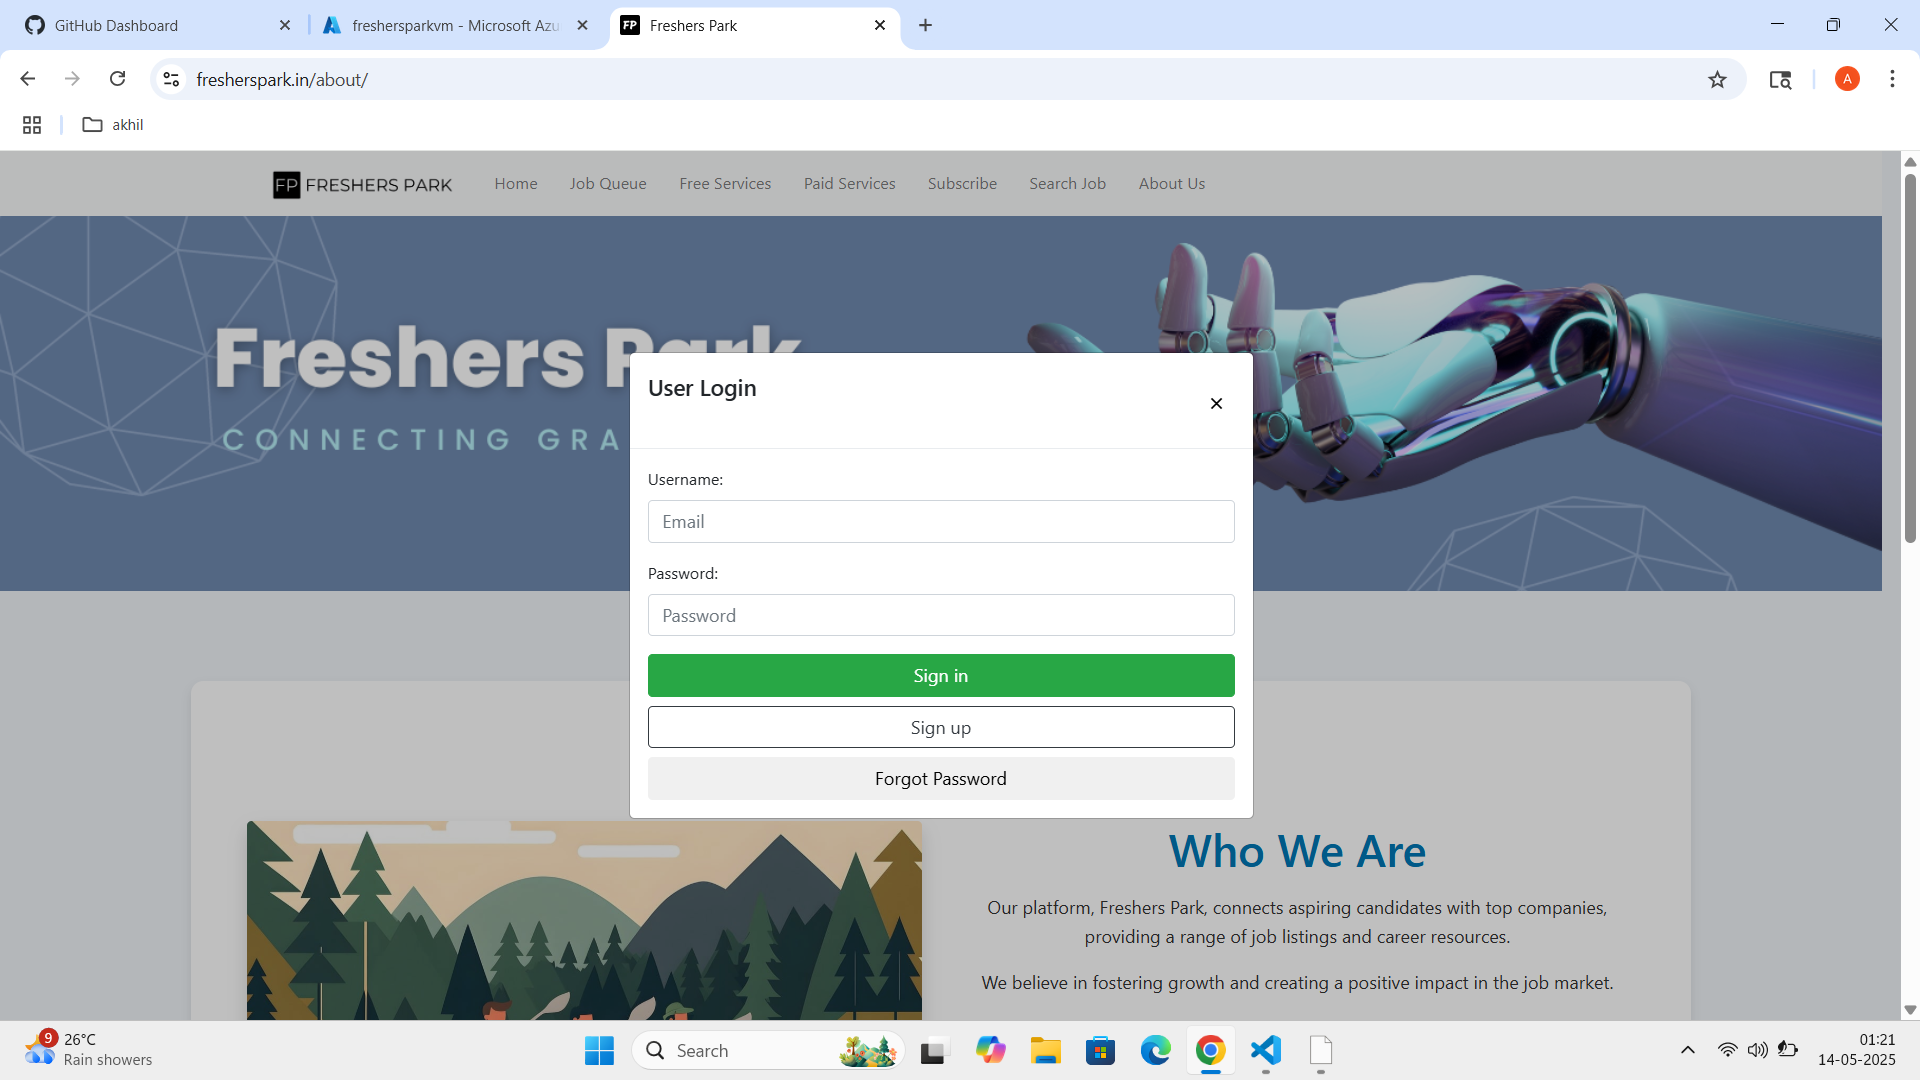 GitHub Dashboard
freshersparkvm - Microsoft Azu
FP Freshers Park
fresherspark.in/about/
A
akhil
FP FRESHERS PARK
Home
Job Queue
Free Services
Paid Services
Subscribe
Search Job
About Us
Freshers Park
CONNECTING GRA
User Login
Username:
Email
Password:
Password
Sign in
Sign up
Forgot Password
Who We Are
Our platform, Freshers Park, connects aspiring candidates with top companies,
providing a range of job listings and career resources.
We believe in fostering growth and creating a positive impact in the job market.
9
26°C
Rain showers
Search
01:21
14-05-2025